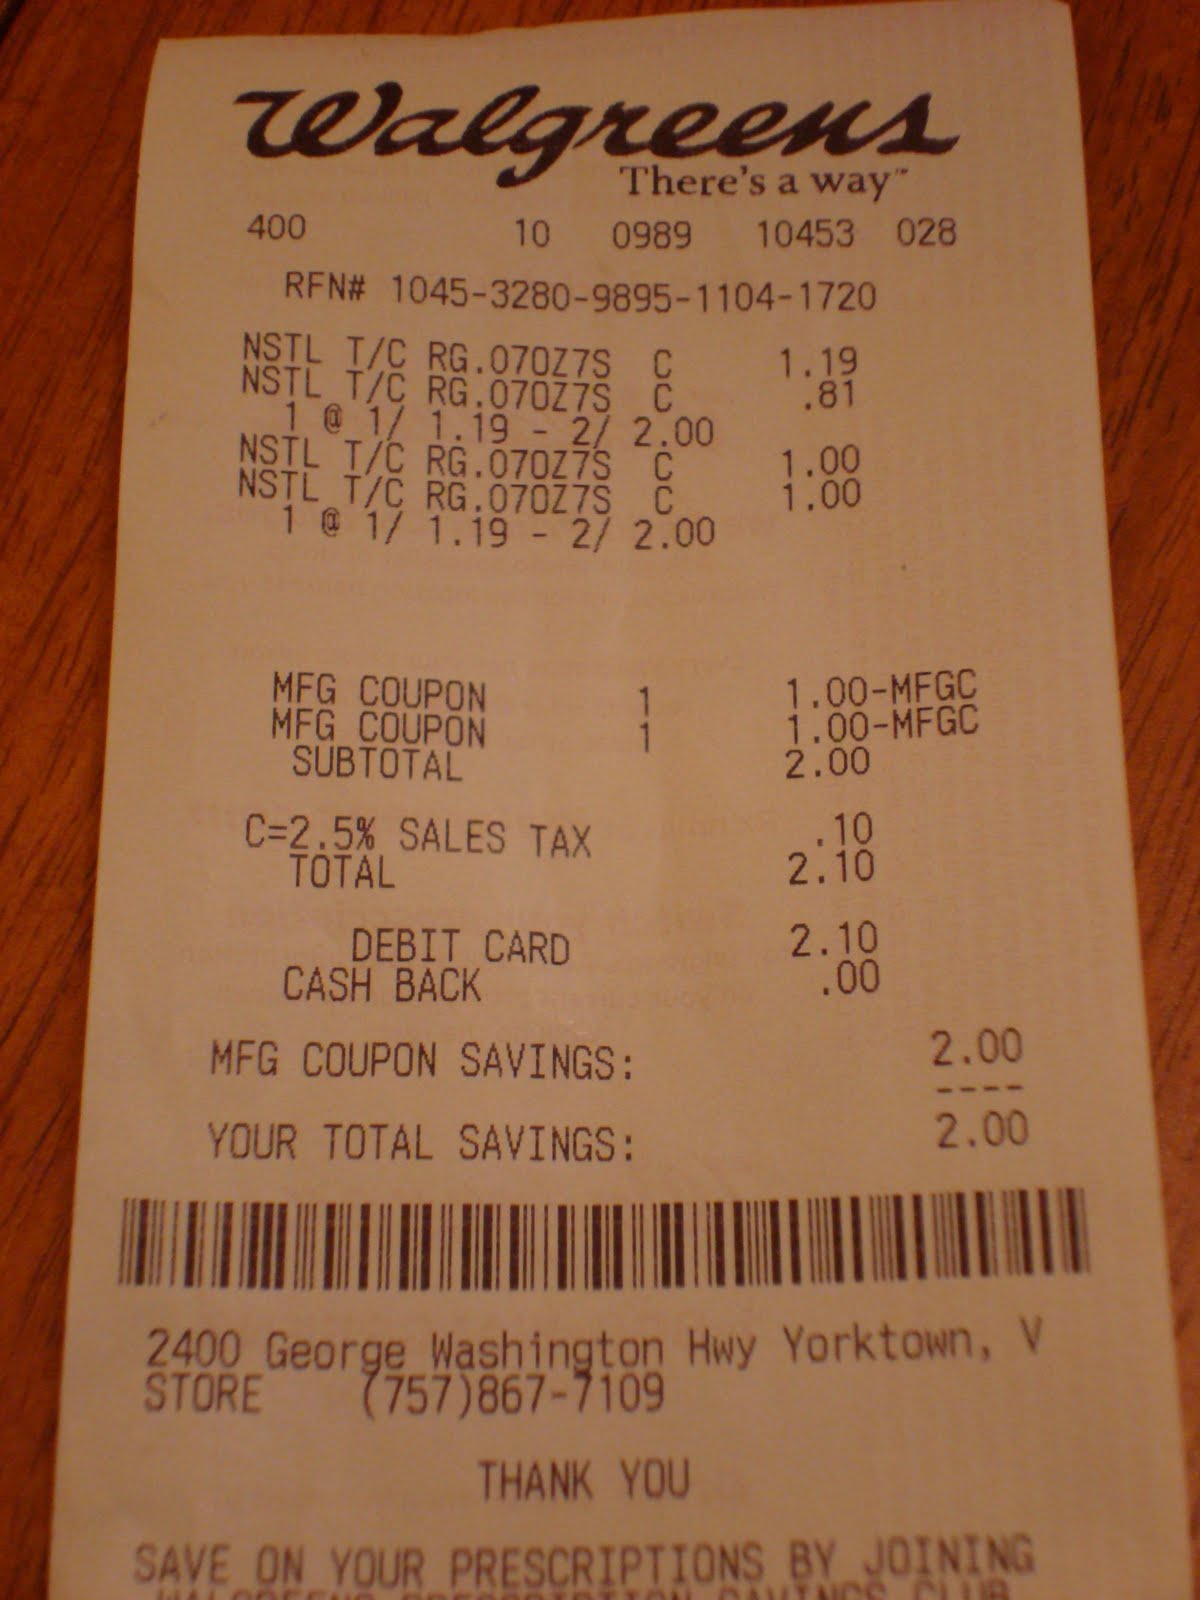 Walgreens
There's a way™
400 10 0989 10453 028
RFN# 1045-3280-9895-1104-1720
NSTL T/C RG.070Z7S C 1.19
NSTL T/C RG.070Z7S C .81
1 @ 1/ 1.19 - 2/ 2.00
NSTL T/C RG.070Z7S C 1.00
NSTL T/C RG.070Z7S C 1.00
1 @ 1/ 1.19 - 2/ 2.00
MFG COUPON 1 1.00-MFGC
MFG COUPON 1 1.00-MFGC
SUBTOTAL 2.00
C=2.5% SALES TAX .10
TOTAL 2.10
DEBIT CARD 2.10
CASH BACK .00
MFG COUPON SAVINGS: 2.00
----
YOUR TOTAL SAVINGS: 2.00
2400 George Washington Hwy Yorktown, V
STORE (757)867-7109
THANK YOU
SAVE ON YOUR PRESCRIPTIONS BY JOINING
WALGREENS PRESCRIPTION SAVINGS CLUB